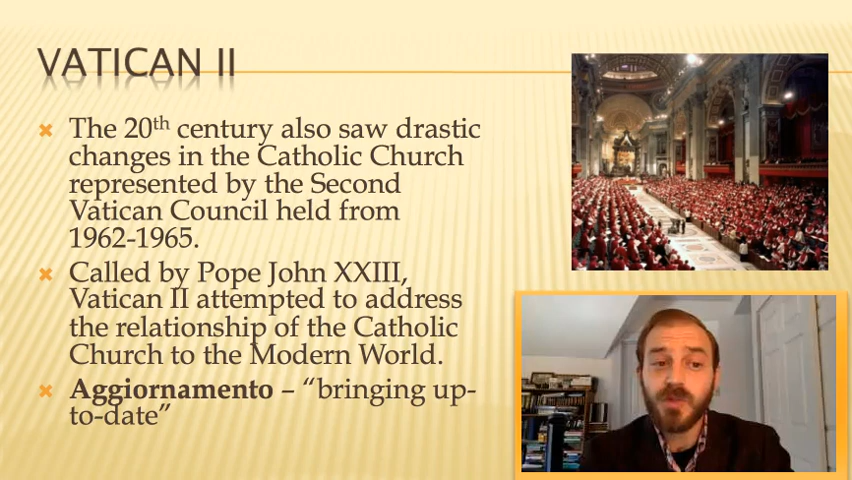 VATICAN II
The 20th century also saw drastic
changes in the Catholic Church
represented by the Second
Vatican Council held from
1962-1965.
Called by Pope John XXIII,
Vatican II attempted to address
the relationship of the Catholic
Church to the Modern World.
Aggiornamento – “bringing up-
to-date”